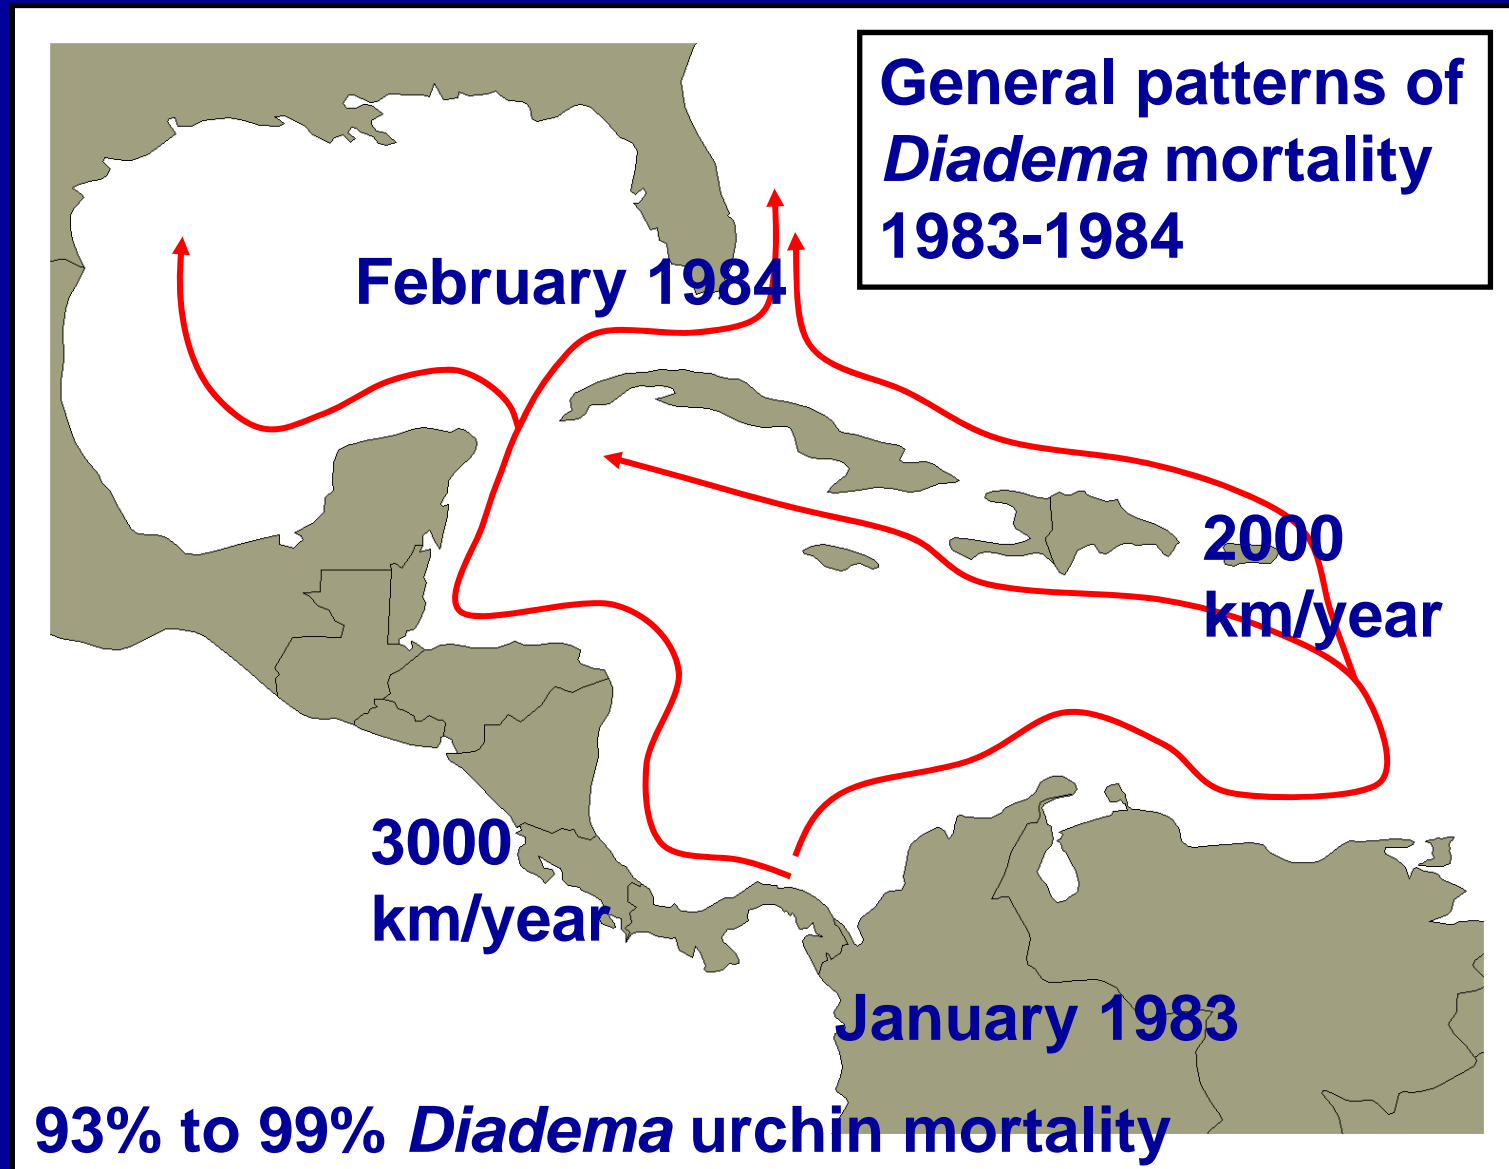 General patterns of
Diadema mortality
1983-1984
February 1984
2000
km/year
3000
km/year
January 1983
93% to 99% Diadema urchin mortality